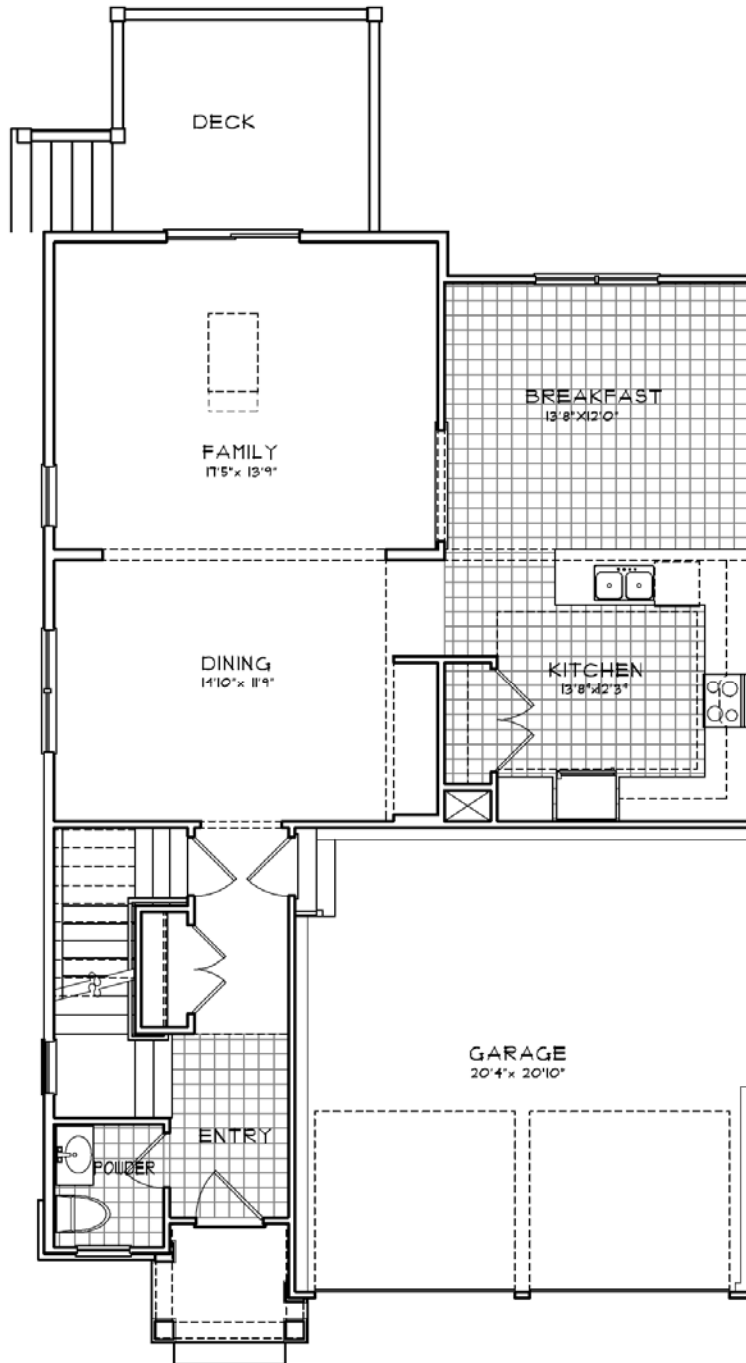 DECK
BREAKFAST
13'8"x12'0"
FAMILY
17'5"x 13'9"
DINING
14'10"x 11'9"
KITCHEN
13'8"x12'3"
GARAGE
20'4"x 20'10"
ENTRY
POWDER